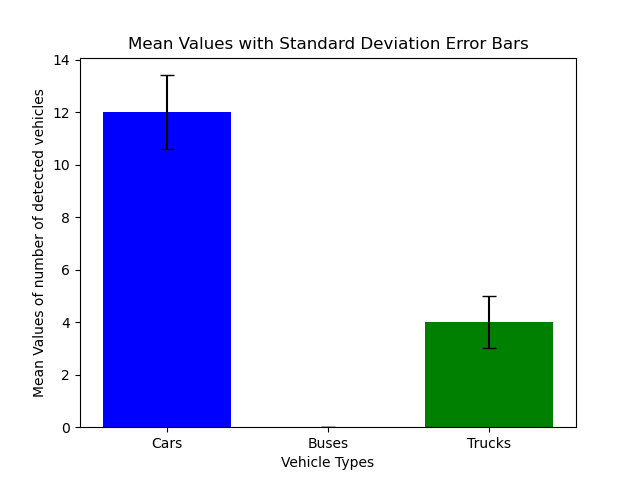 Mean Values with Standard Deviation Error Bars
Mean Values of number of detected vehicles
14
12
10
8
6
4
2
0
Cars
Buses
Trucks
Vehicle Types